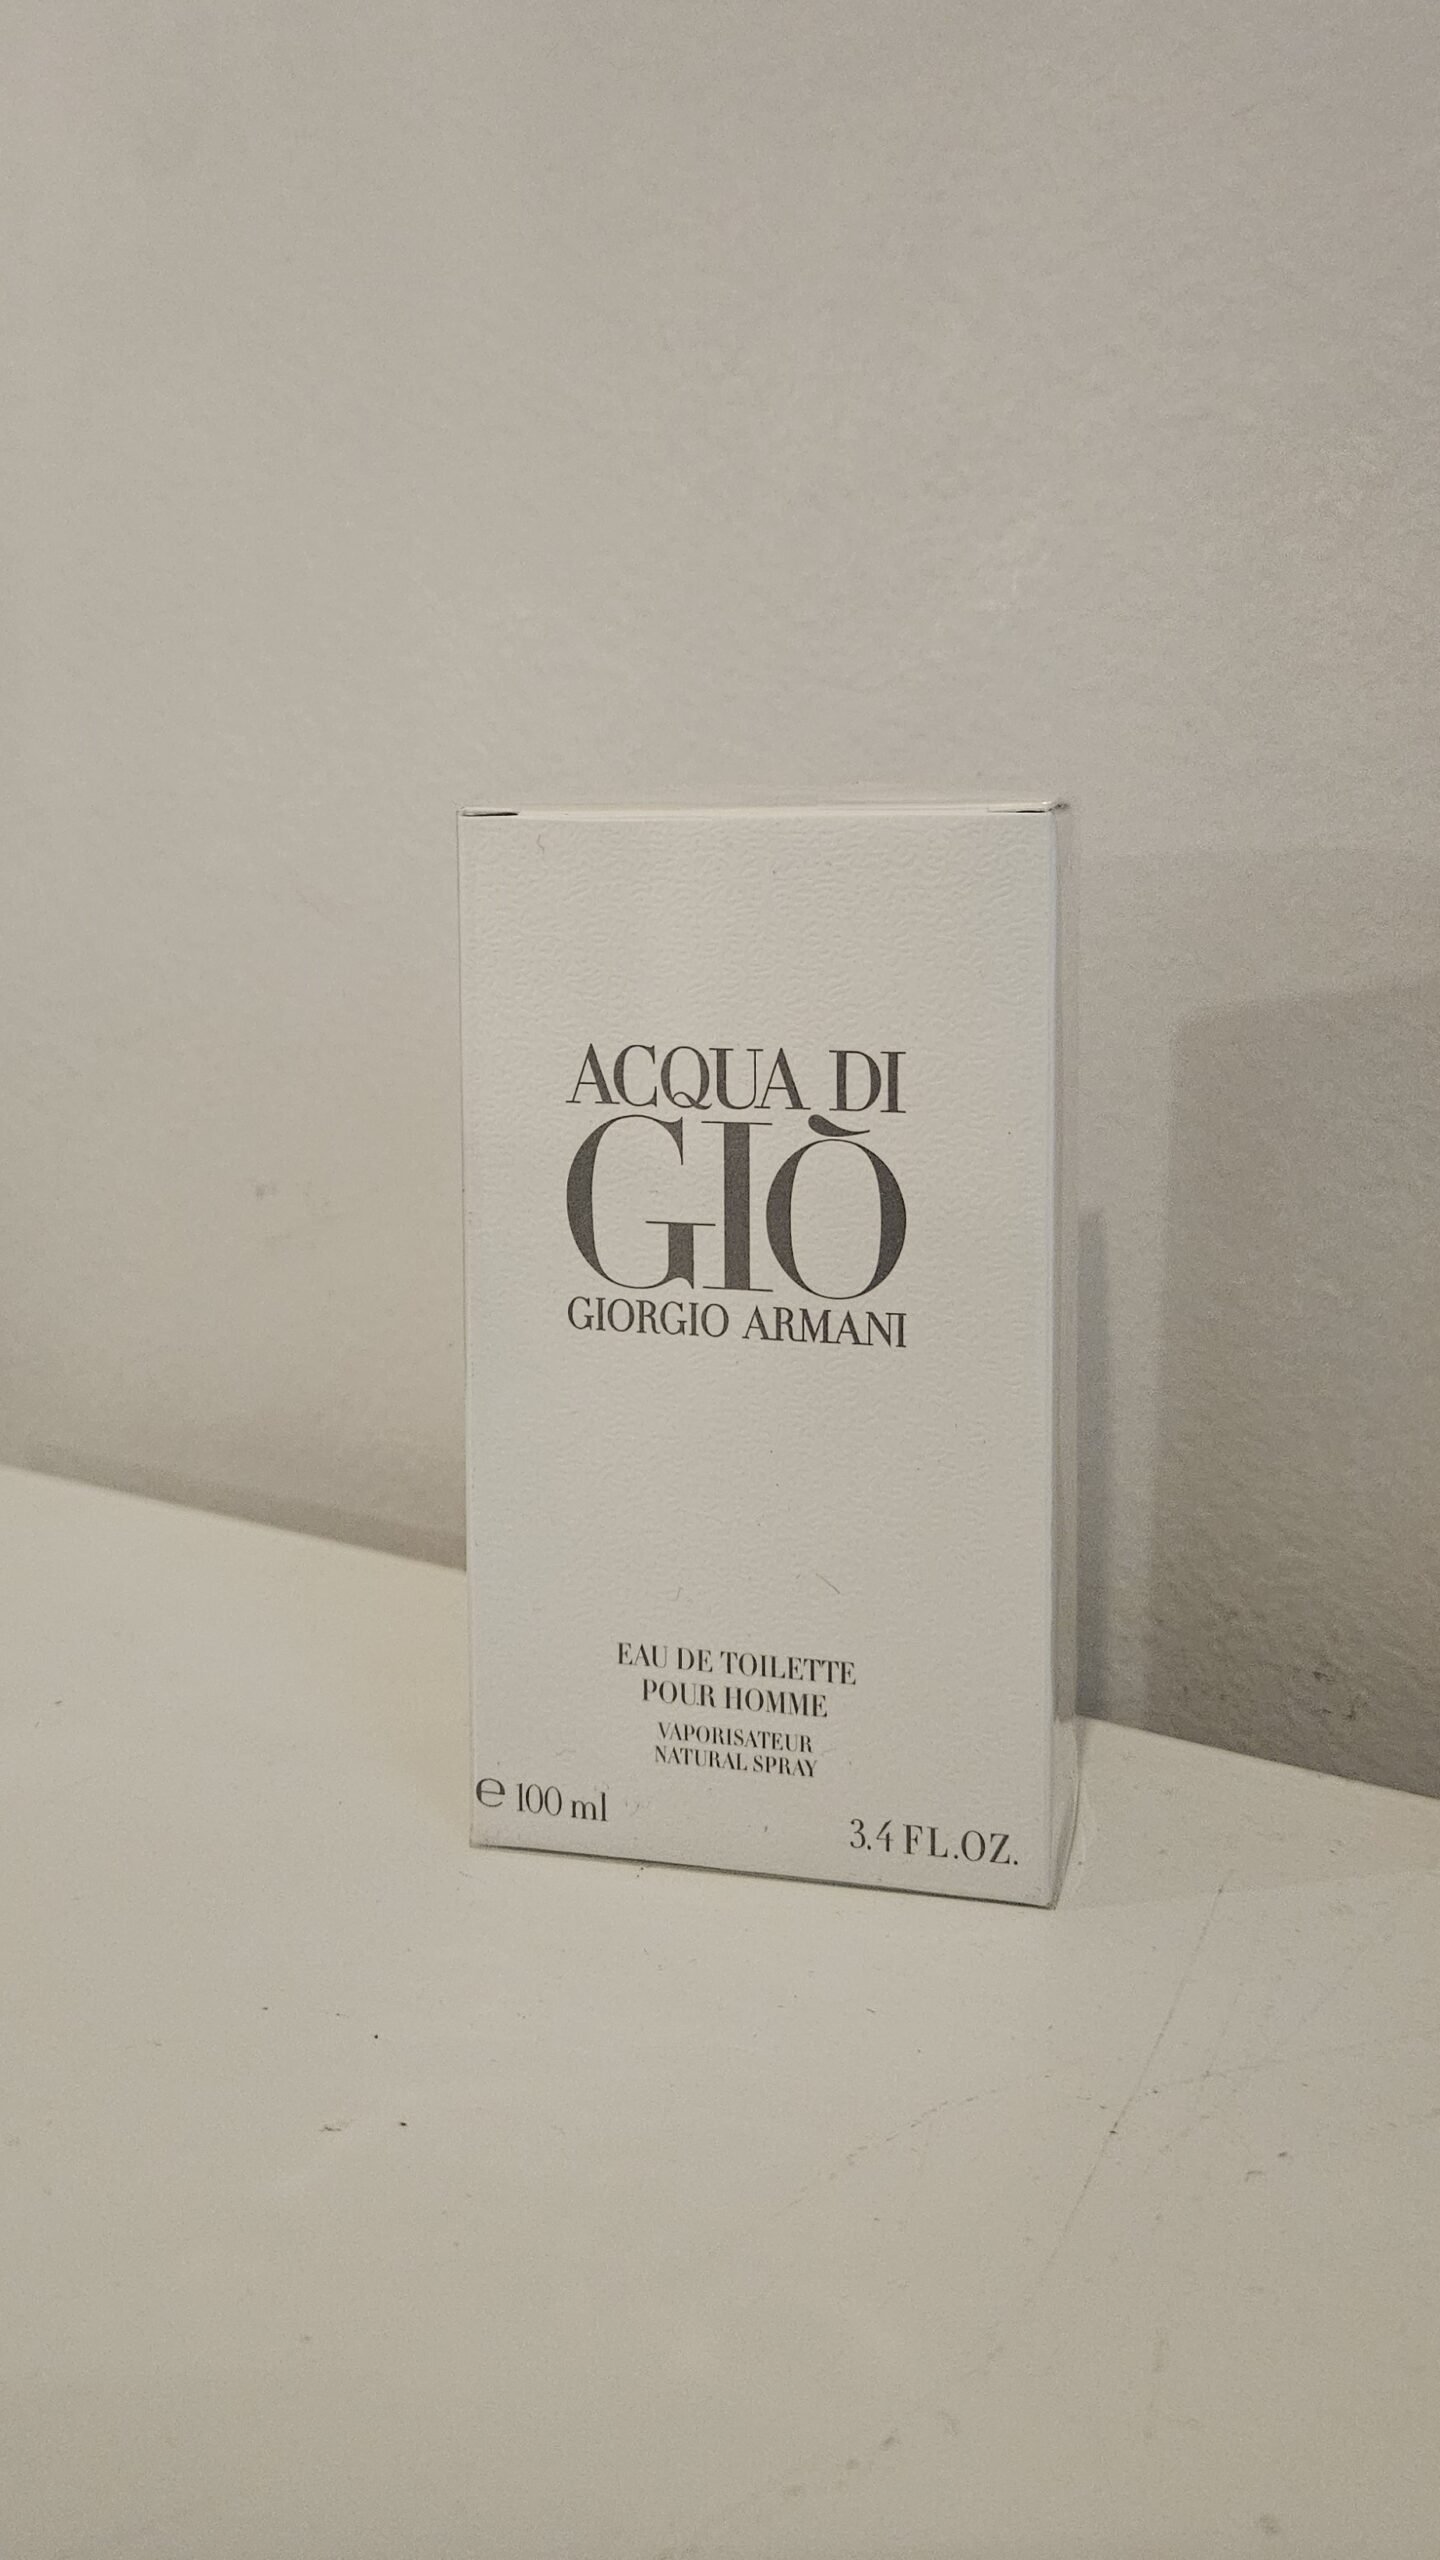 ACQUA DI
GIÒ
GIORGIO ARMANI
EAU DE TOILETTE
POUR HOMME
VAPORISATEUR
NATURAL SPRAY
℮ 100 ml
3.4 FL.OZ.